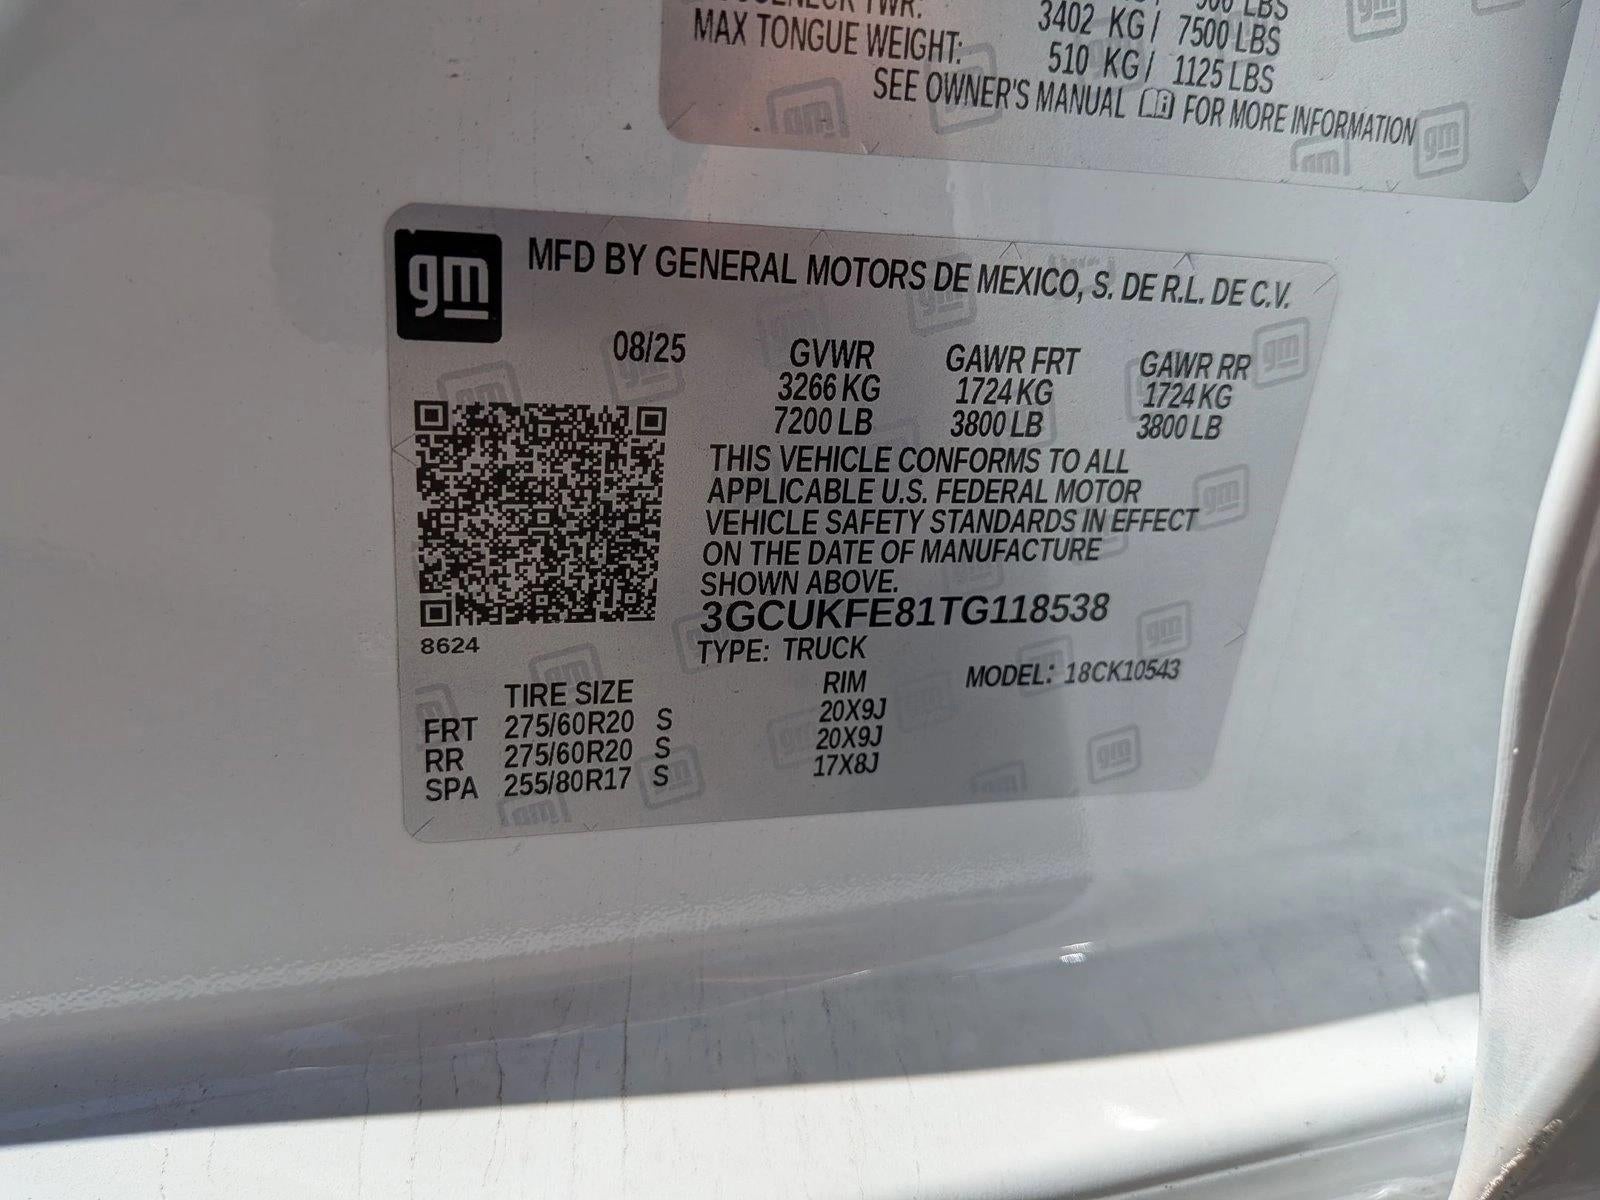 3402 KG / 7500 LBS
MAX TONGUE WEIGHT: 510 KG / 1125 LBS
SEE OWNER'S MANUAL FOR MORE INFORMATION
gm
MFD BY GENERAL MOTORS DE MEXICO, S. DE R.L. DE C.V.
08/25 GVWR GAWR FRT GAWR RR
3266 KG 1724 KG 1724 KG
7200 LB 3800 LB 3800 LB
THIS VEHICLE CONFORMS TO ALL
APPLICABLE U.S. FEDERAL MOTOR
VEHICLE SAFETY STANDARDS IN EFFECT
ON THE DATE OF MANUFACTURE
SHOWN ABOVE.
3GCUKFE81TG118538
8624
TYPE: TRUCK
MODEL: 18CK10543
TIRE SIZE RIM
FRT 275/60R20 S 20X9J
RR 275/60R20 S 20X9J
SPA 255/80R17 S 17X8J